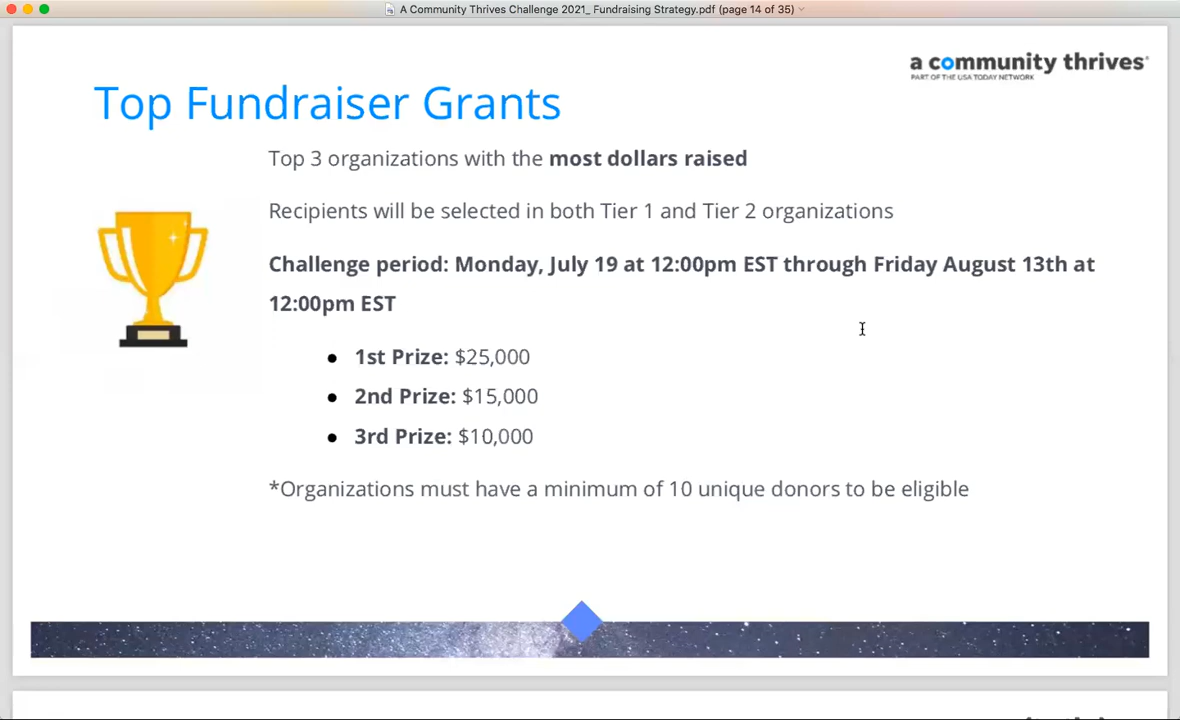 A Community Thrives Challenge 2021_ Fundraising Strategy.pdf (page 14 of 35)
a community thrives
PART OF THE USA TODAY NETWORK
Top Fundraiser Grants
Top 3 organizations with the most dollars raised
Recipients will be selected in both Tier 1 and Tier 2 organizations
Challenge period: Monday, July 19 at 12:00pm EST through Friday August 13th at
12:00pm EST
● 1st Prize: $25,000
● 2nd Prize: $15,000
● 3rd Prize: $10,000
*Organizations must have a minimum of 10 unique donors to be eligible